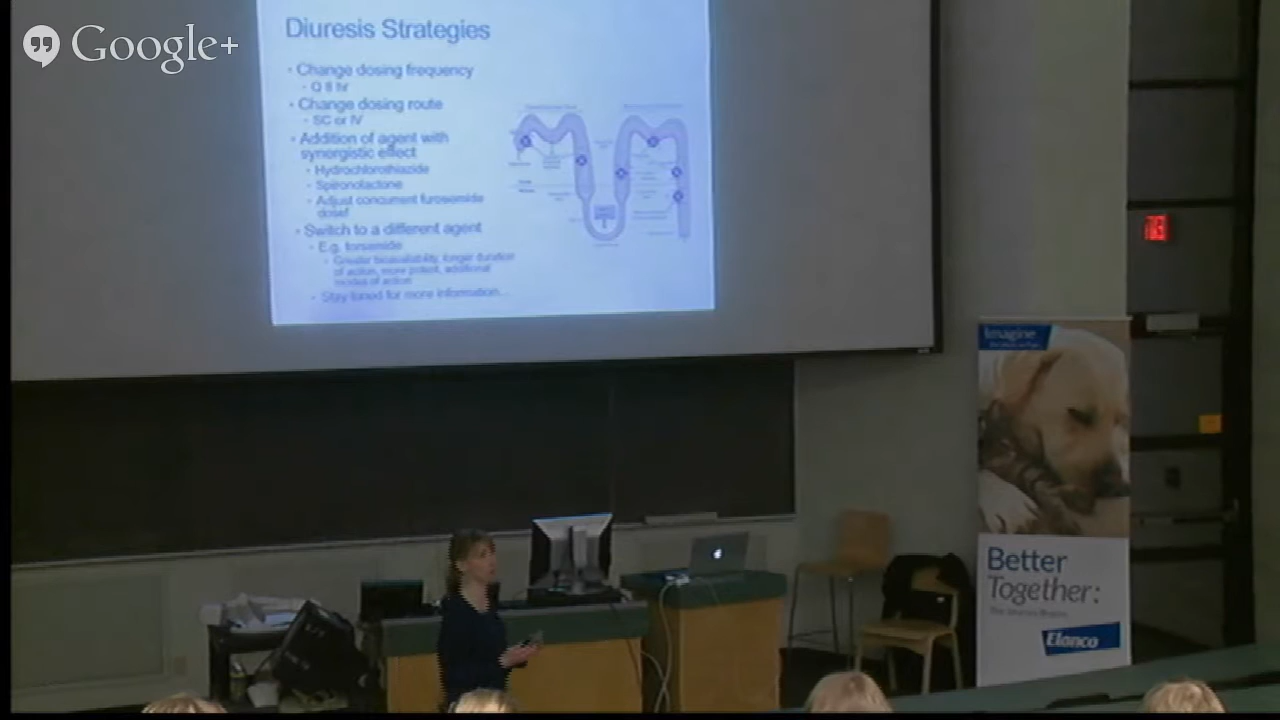 Google+
Diuresis Strategies
• Change dosing frequency
• Q 8 hr
• Change dosing route
• SC or IV
• Addition of agent with
synergistic effect
• Hydrochlorothiazide
• Spironolactone
• Adjust concurrent furosemide
dose!
• Switch to a different agent
• E.g. torsemide
• Greater bioavailability, longer duration
of action, more potent, additional
modes of action
• Stay tuned for more information...
Imagine
Better
Together:
Elanco